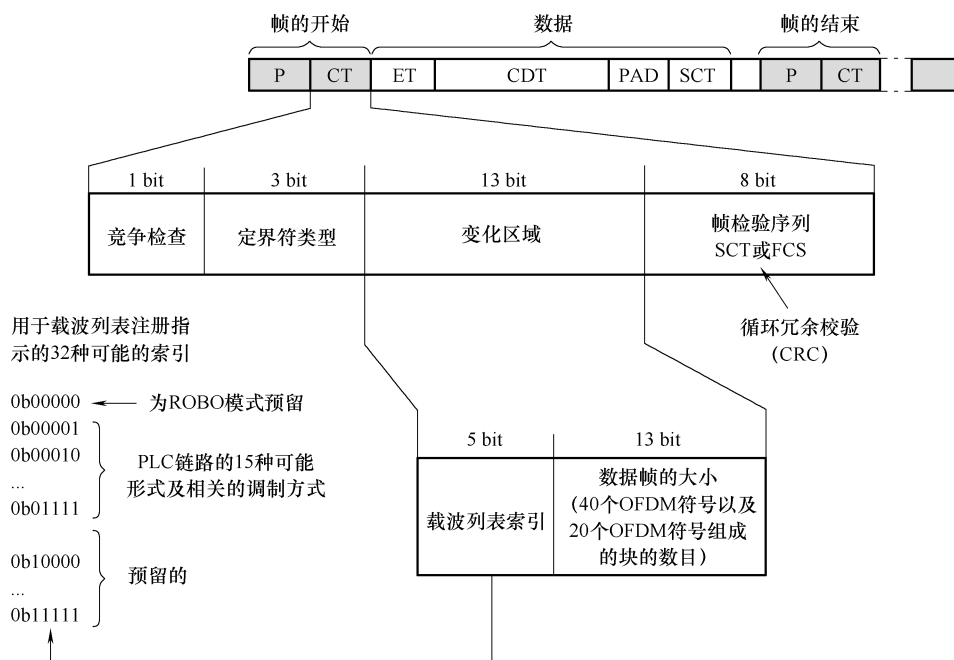 帧的开始 数据 帧的结束
P CT ET CDT PAD SCT P CT
1 bit 3 bit 13 bit 8 bit
竞争检查 定界符类型 变化区域 帧检验序列
SCT或FCS
循环冗余校验
(CRC)
用于载波列表注册指
示的32种可能的索引
0b00000 为ROBO模式预留
0b00001
0b00010
...
0b01111
PLC链路的15种可能
形式及相关的调制方式
0b10000
...
0b11111
预留的
5 bit 13 bit
载波列表索引
数据帧的大小
(40个OFDM符号以及
20个OFDM符号组成
的块的数目)